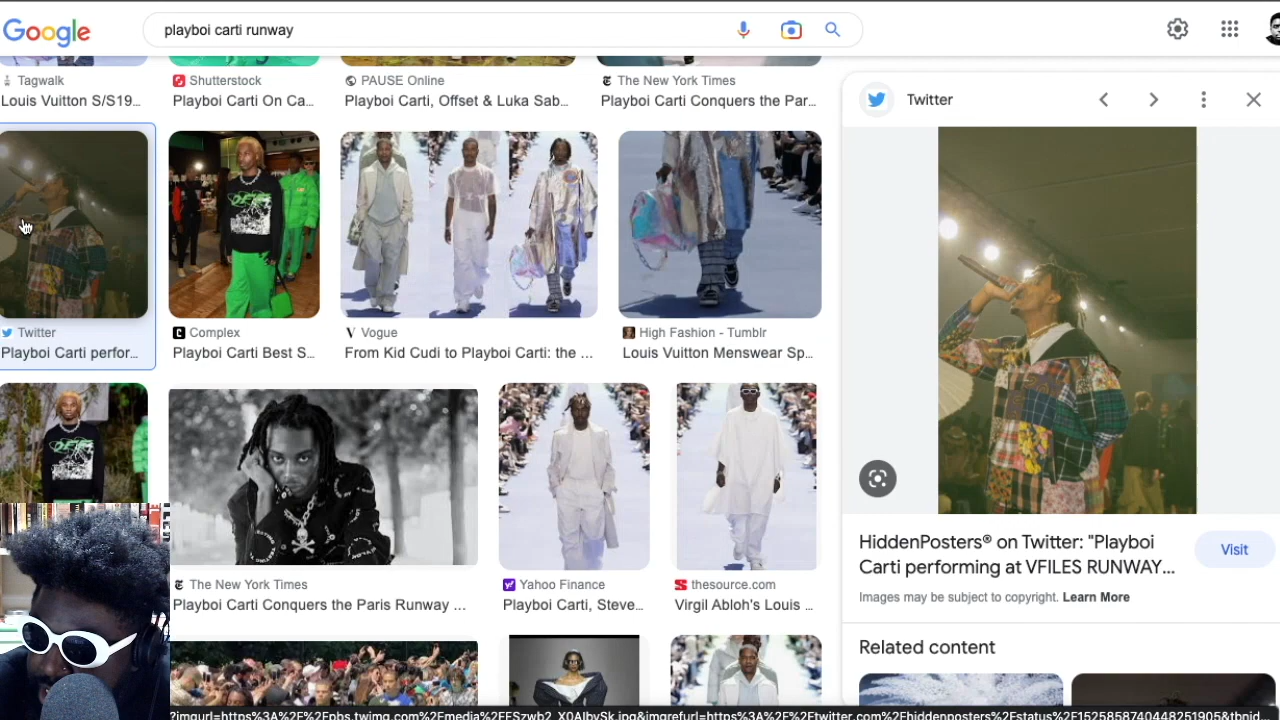 Google
playboi carti runway
Tagwalk
Shutterstock
PAUSE Online
The New York Times
Louis Vuitton S/S19...
Playboi Carti On Ca...
Playboi Carti, Offset & Luka Sab...
Playboi Carti Conquers the Par...
Twitter
Twitter
Complex
Vogue
High Fashion - Tumblr
Playboi Carti perfor...
Playboi Carti Best S...
From Kid Cudi to Playboi Carti: the ...
Louis Vuitton Menswear Sp...
HiddenPosters® on Twitter: "Playboi
Carti performing at VFILES RUNWAY...
Visit
Images may be subject to copyright. Learn More
The New York Times
Yahoo Finance
thesource.com
Playboi Carti Conquers the Paris Runway ...
Playboi Carti, Steve...
Virgil Abloh's Louis ...
Related content